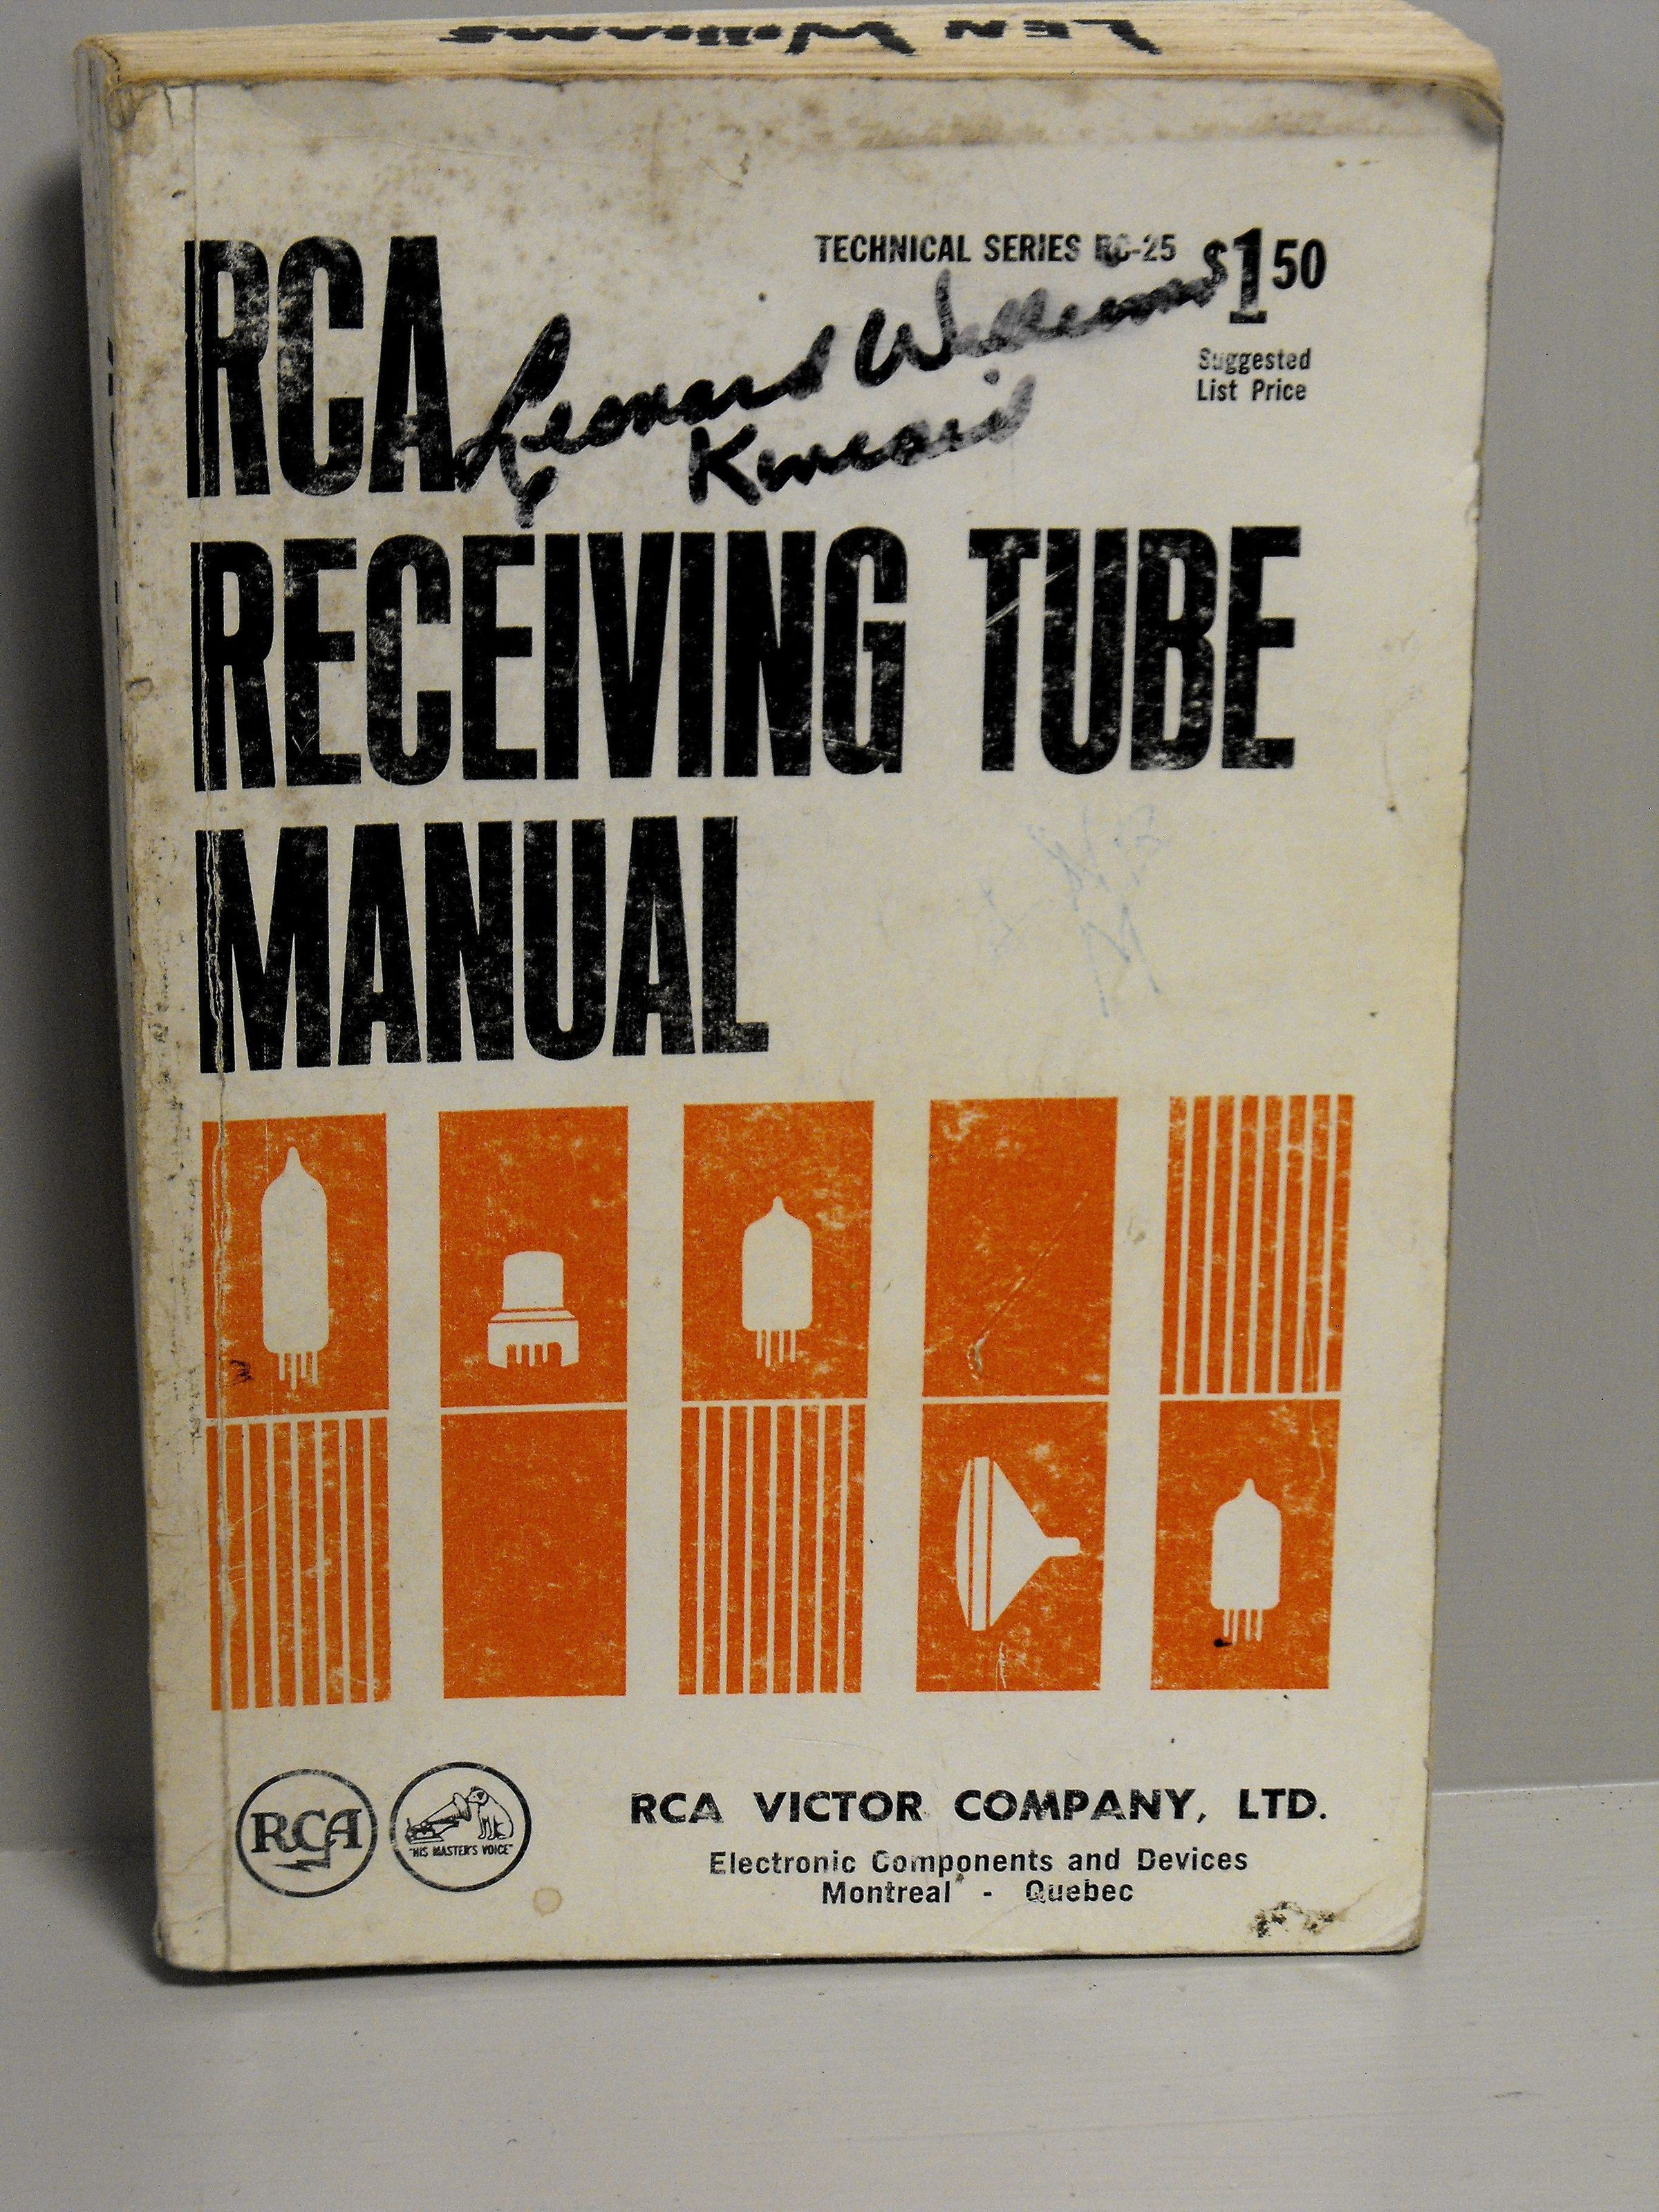 LEN Williams
TECHNICAL SERIES RC-25 $1.50
Suggested
List Price
RCA
Leonard Williams
Kincaid
RECEIVING TUBE
MANUAL
RCA
"HIS MASTER'S VOICE"
RCA VICTOR COMPANY, LTD.
Electronic Components and Devices
Montreal - Quebec